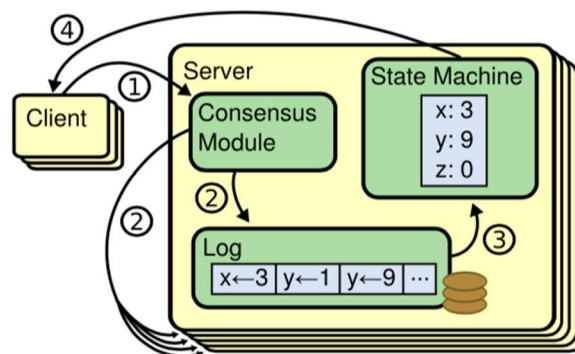 ④
①
Server
Client
Consensus
Module
State Machine
x: 3
y: 9
z: 0
②
②
③
Log
x←3 y←1 y←9 ...